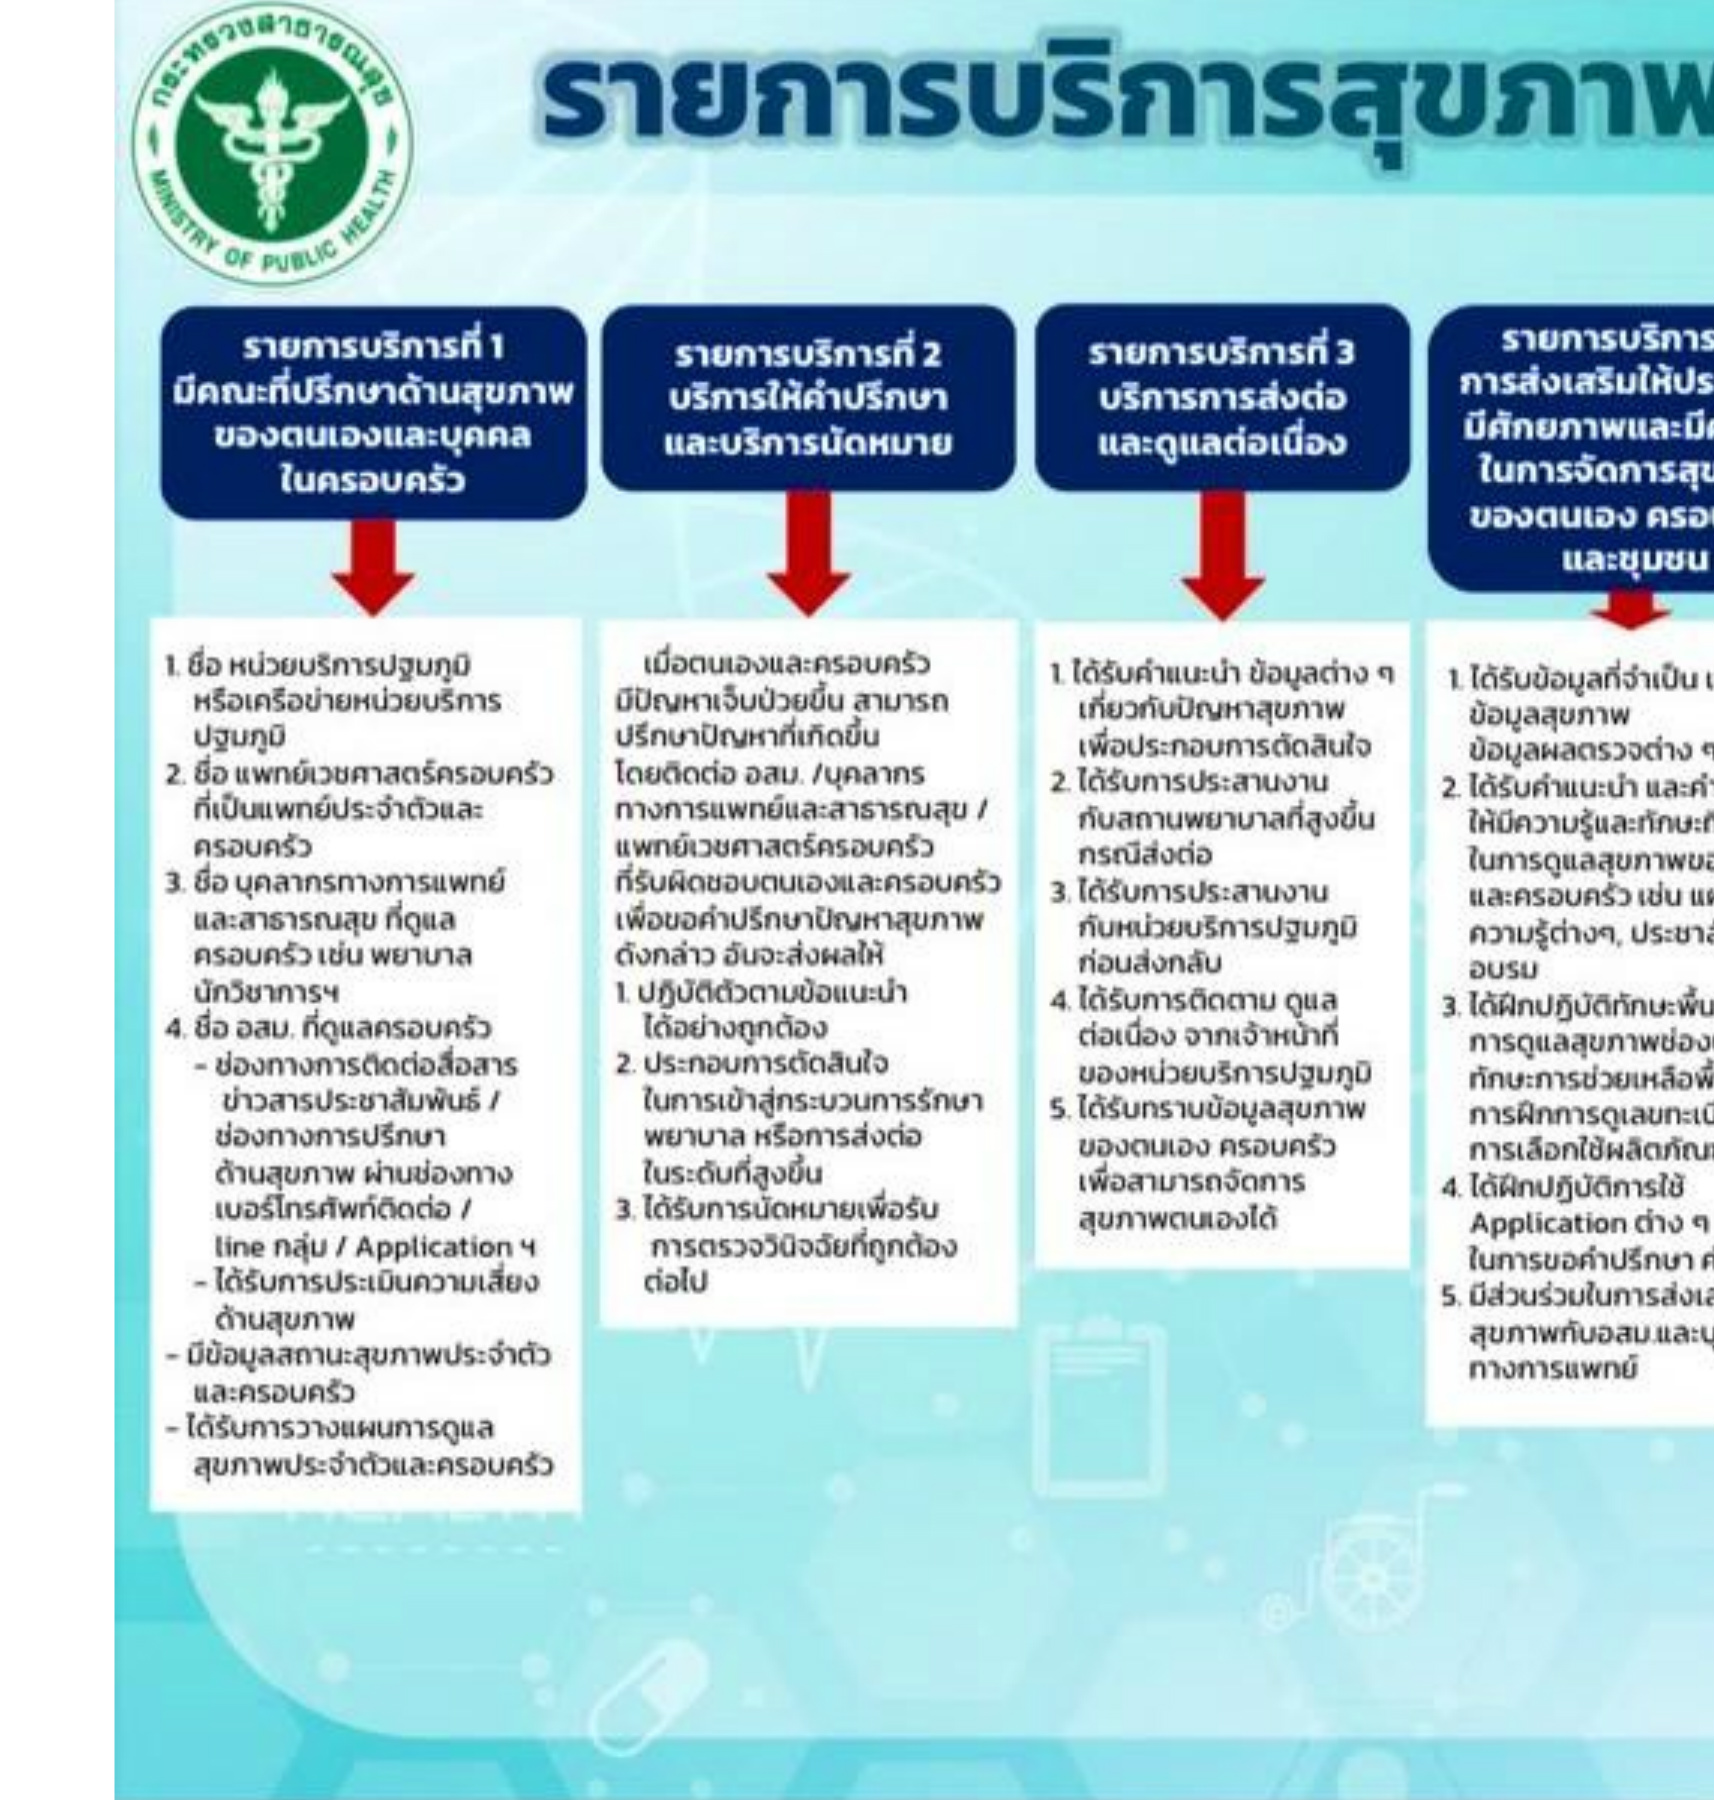 กระทรวงสาธารณสุข
MINISTRY OF PUBLIC HEALTH
รายการบริการสุขภาพ
รายการบริการที่ 1
มีคณะที่ปรึกษาด้านสุขภาพ
ของตนเองและบุคคล
ในครอบครัว
1. ชื่อ หน่วยบริการปฐมภูมิ
หรือเครือข่ายหน่วยบริการ
ปฐมภูมิ
2. ชื่อ แพทย์เวชศาสตร์ครอบครัว
ที่เป็นแพทย์ประจำตัวและ
ครอบครัว
3. ชื่อ บุคลากรทางการแพทย์
และสาธารณสุข ที่ดูแล
ครอบครัว เช่น พยาบาล
นักวิชาการฯ
4. ชื่อ อสม. ที่ดูแลครอบครัว
- ช่องทางการติดต่อสื่อสาร
ข่าวสารประชาสัมพันธ์ /
ช่องทางการปรึกษา
ด้านสุขภาพ ผ่านช่องทาง
เบอร์โทรศัพท์ติดต่อ /
line กลุ่ม / Application ฯ
- ได้รับการประเมินความเสี่ยง
ด้านสุขภาพ
- มีข้อมูลสถานะสุขภาพประจำตัว
และครอบครัว
- ได้รับการวางแผนการดูแล
สุขภาพประจำตัวและครอบครัว
รายการบริการที่ 2
บริการให้คำปรึกษา
และบริการนัดหมาย
เมื่อตนเองและครอบครัว
มีปัญหาเจ็บป่วยขึ้น สามารถ
ปรึกษาปัญหาที่เกิดขึ้น
โดยติดต่อ อสม. /บุคลากร
ทางการแพทย์และสาธารณสุข /
แพทย์เวชศาสตร์ครอบครัว
ที่รับผิดชอบตนเองและครอบครัว
เพื่อขอคำปรึกษาปัญหาสุขภาพ
ดังกล่าว อันจะส่งผลให้
1. ปฏิบัติตัวตามข้อแนะนำ
ได้อย่างถูกต้อง
2. ประกอบการตัดสินใจ
ในการเข้าสู่กระบวนการรักษา
พยาบาล หรือการส่งต่อ
ในระดับที่สูงขึ้น
3. ได้รับการนัดหมายเพื่อรับ
การตรวจวินิจฉัยที่ถูกต้อง
ต่อไป
รายการบริการที่ 3
บริการการส่งต่อ
และดูแลต่อเนื่อง
1. ได้รับคำแนะนำ ข้อมูลต่าง ๆ
เกี่ยวกับปัญหาสุขภาพ
เพื่อประกอบการตัดสินใจ
2. ได้รับการประสานงาน
กับสถานพยาบาลที่สูงขึ้น
กรณีส่งต่อ
3. ได้รับการประสานงาน
กับหน่วยบริการปฐมภูมิ
ก่อนส่งกลับ
4. ได้รับการติดตาม ดูแล
ต่อเนื่อง จากเจ้าหน้าที่
ของหน่วยบริการปฐมภูมิ
5. ได้รับทราบข้อมูลสุขภาพ
ของตนเอง ครอบครัว
เพื่อสามารถจัดการ
สุขภาพตนเองได้
รายการบริการ
การส่งเสริมให้ประ
มีศักยภาพและมี
ในการจัดการสุข
ของตนเอง ครอบ
และชุมชน
1. ได้รับข้อมูลที่จำเป็น
ข้อมูลสุขภาพ
ข้อมูลผลตรวจต่าง ๆ
2. ได้รับคำแนะนำ และคำ
ให้มีความรู้และทักษะ
ในการดูแลสุขภาพขอ
และครอบครัว เช่น
ความรู้ต่างๆ, ประชา
อบรม
3. ได้ฝึกปฏิบัติทักษะพื้น
การดูแลสุขภาพช่อง
ทักษะการช่วยเหลือพื้
การฝึกการดูเลขทะเบี
การเลือกใช้ผลิตภัณ
4. ได้ฝึกปฏิบัติการใช้
Application ต่าง ๆ
ในการขอคำปรึกษา
5. มีส่วนร่วมในการส่งเส
สุขภาพกับอสม.และบุ
ทางการแพทย์